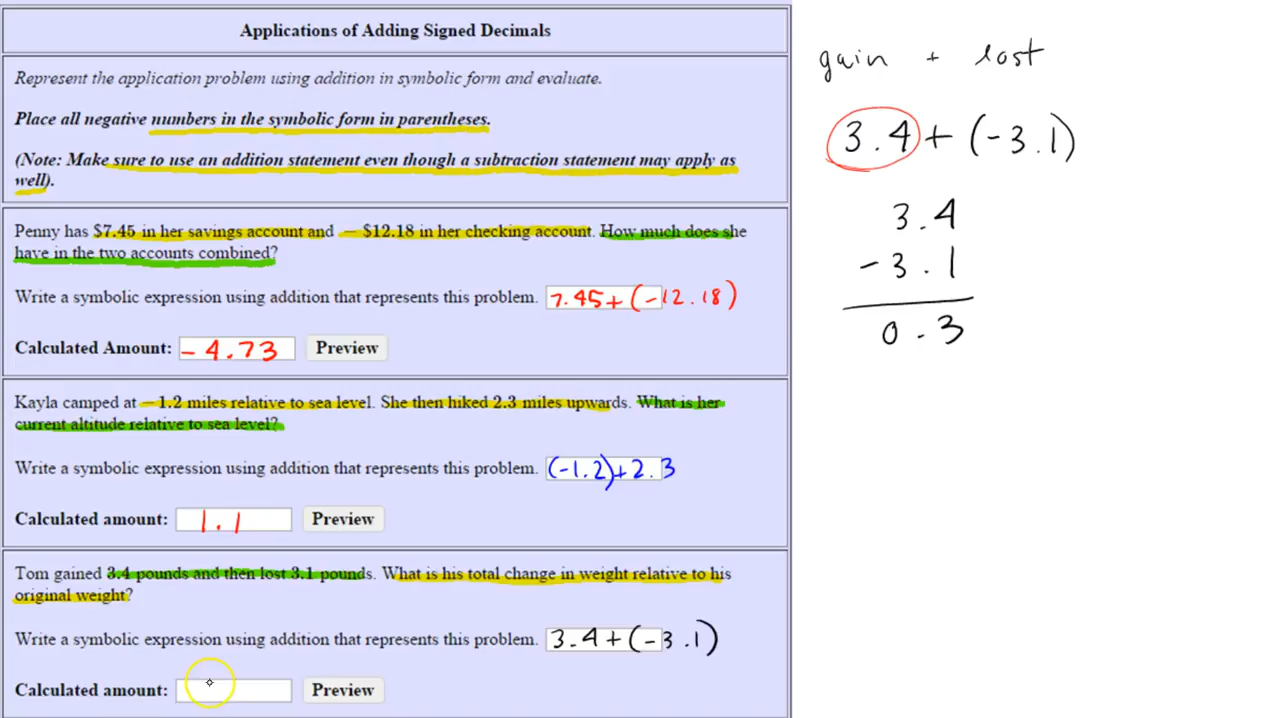 Applications of Adding Signed Decimals
Represent the application problem using addition in symbolic form and evaluate.
Place all negative numbers in the symbolic form in parentheses.
(Note: Make sure to use an addition statement even though a subtraction statement may apply as
well).
Penny has $7.45 in her savings account and − $12.18 in her checking account. How much does she
have in the two accounts combined?
Write a symbolic expression using addition that represents this problem. 7.45+(-12.18)
Calculated Amount: -4.73 Preview
Kayla camped at −1.2 miles relative to sea level. She then hiked 2.3 miles upwards. What is her
current altitude relative to sea level?
Write a symbolic expression using addition that represents this problem. (-1.2)+2.3
Calculated amount: 1.1 Preview
Tom gained 3.4 pounds and then lost 3.1 pounds. What is his total change in weight relative to his
original weight?
Write a symbolic expression using addition that represents this problem. 3.4+(-3.1)
Calculated amount: Preview
gain + lost
3.4+(-3.1)
3.4
-3.1
0.3